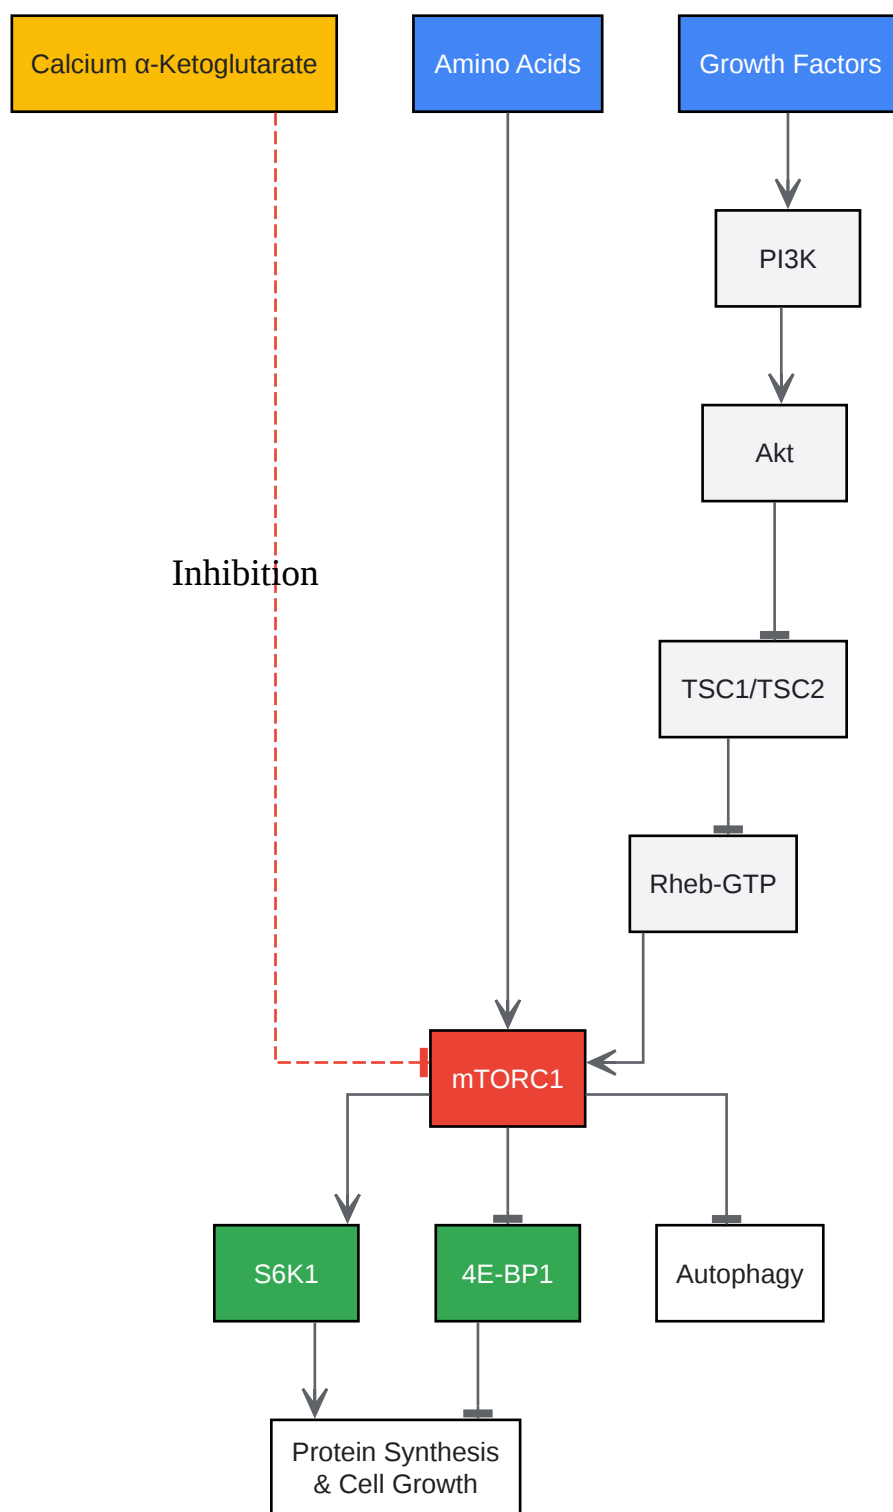 Calcium α-Ketoglutarate
Amino Acids
Growth Factors
PI3K
Akt
Inhibition
TSC1/TSC2
Rheb-GTP
mTORC1
S6K1
4E-BP1
Autophagy
Protein Synthesis
& Cell Growth